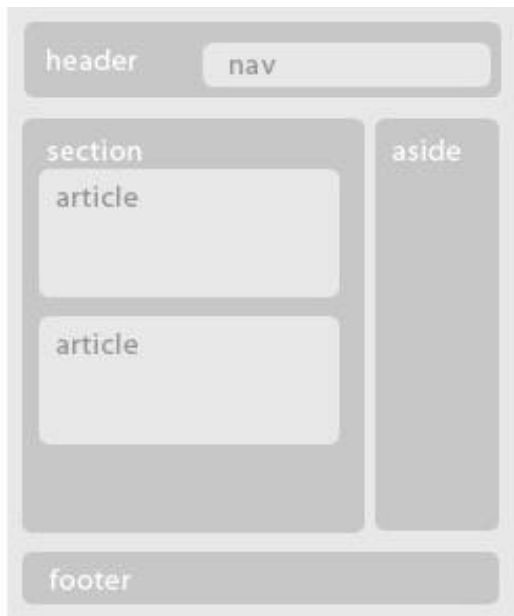 header
nav
section
article
article
aside
footer